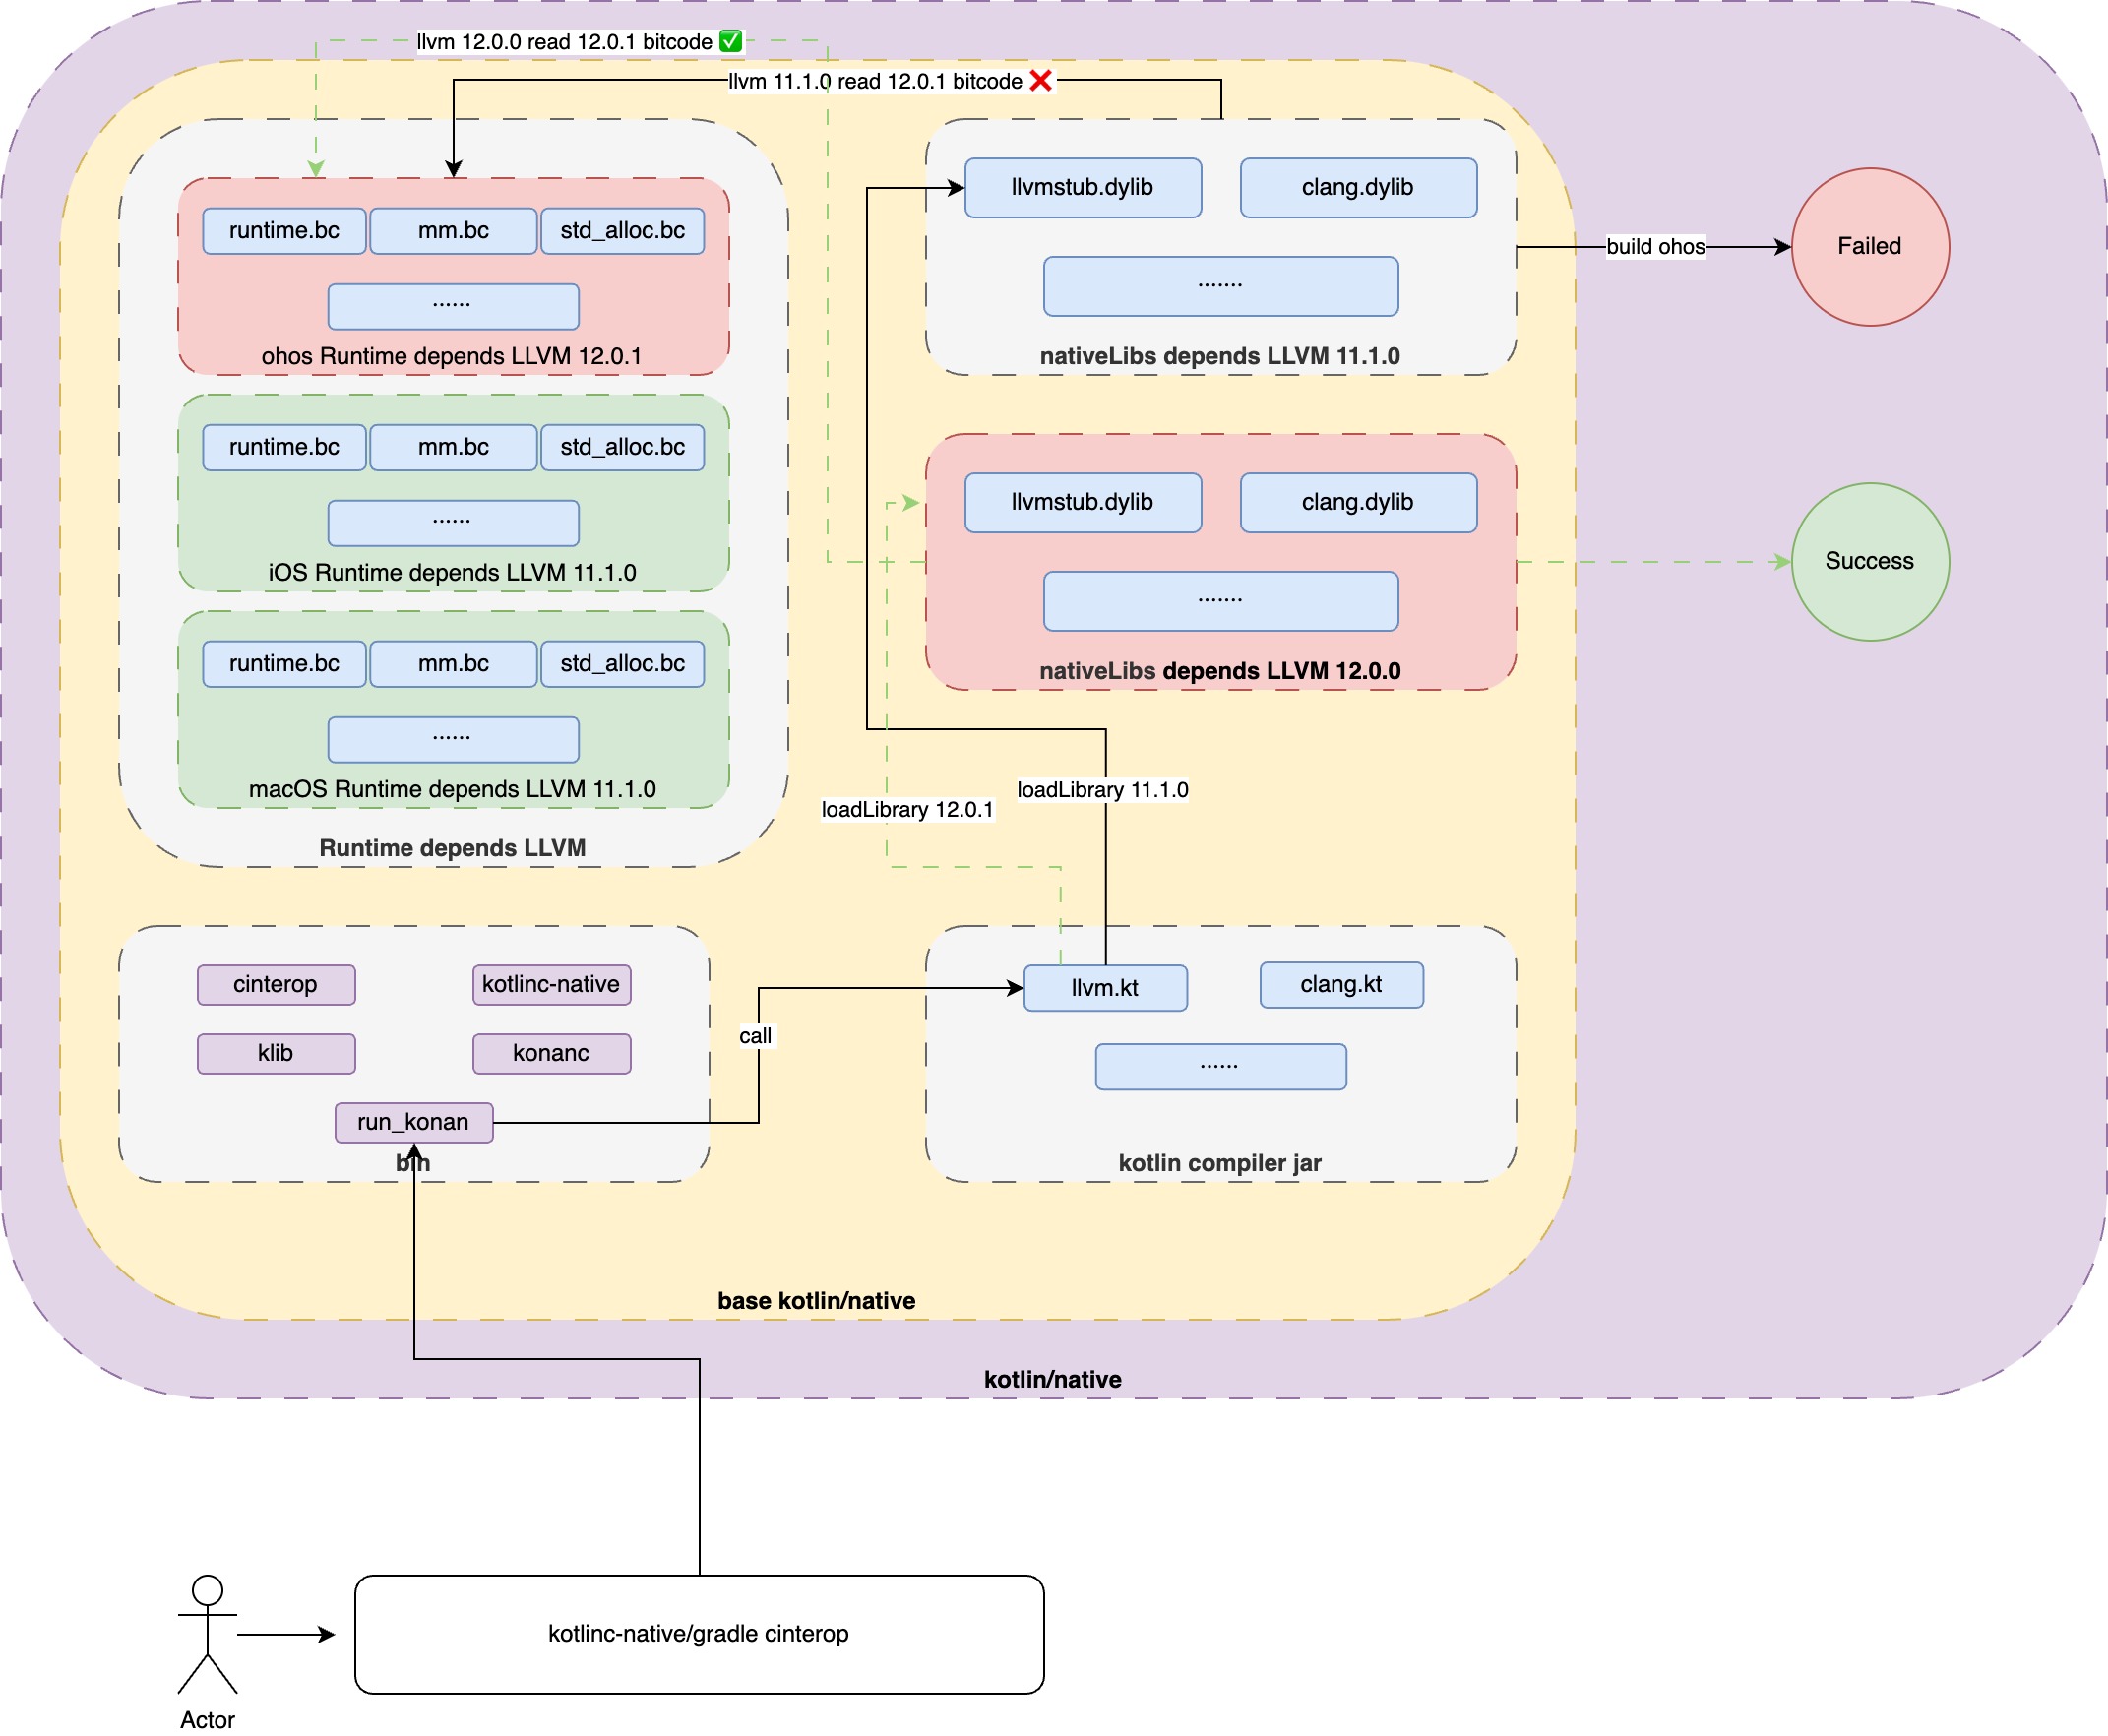 llvm 12.0.0 read 12.0.1 bitcode ✅
llvm 11.1.0 read 12.0.1 bitcode ❌
runtime.bc
mm.bc
std_alloc.bc
......
ohos Runtime depends LLVM 12.0.1
runtime.bc
mm.bc
std_alloc.bc
......
iOS Runtime depends LLVM 11.1.0
runtime.bc
mm.bc
std_alloc.bc
......
macOS Runtime depends LLVM 11.1.0
Runtime depends LLVM
llvmstub.dylib
clang.dylib
.......
nativeLibs depends LLVM 11.1.0
build ohos
Failed
llvmstub.dylib
clang.dylib
.......
nativeLibs depends LLVM 12.0.0
Success
loadLibrary 12.0.1
loadLibrary 11.1.0
cinterop
kotlinc-native
klib
konanc
run_konan
bin
call
llvm.kt
clang.kt
......
kotlin compiler jar
base kotlin/native
kotlin/native
kotlinc-native/gradle cinterop
Actor